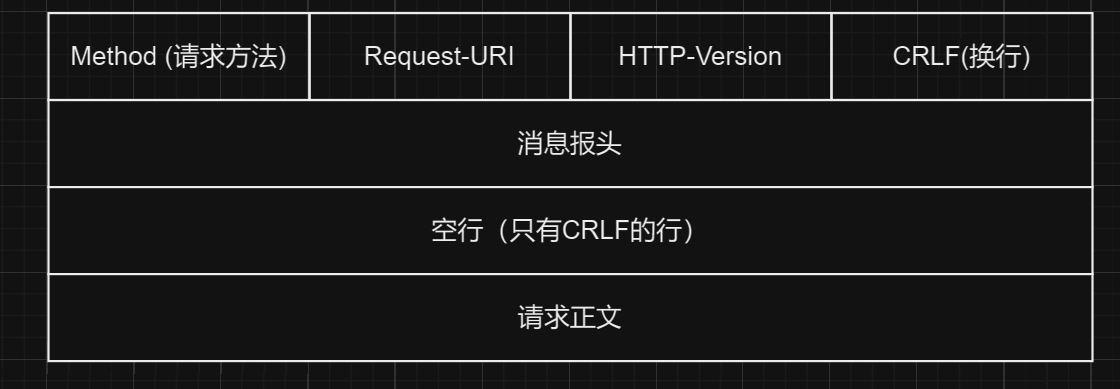 Method (请求方法) Request-URI HTTP-Version CRLF(换行)
消息报头
空行（只有CRLF的行）
请求正文